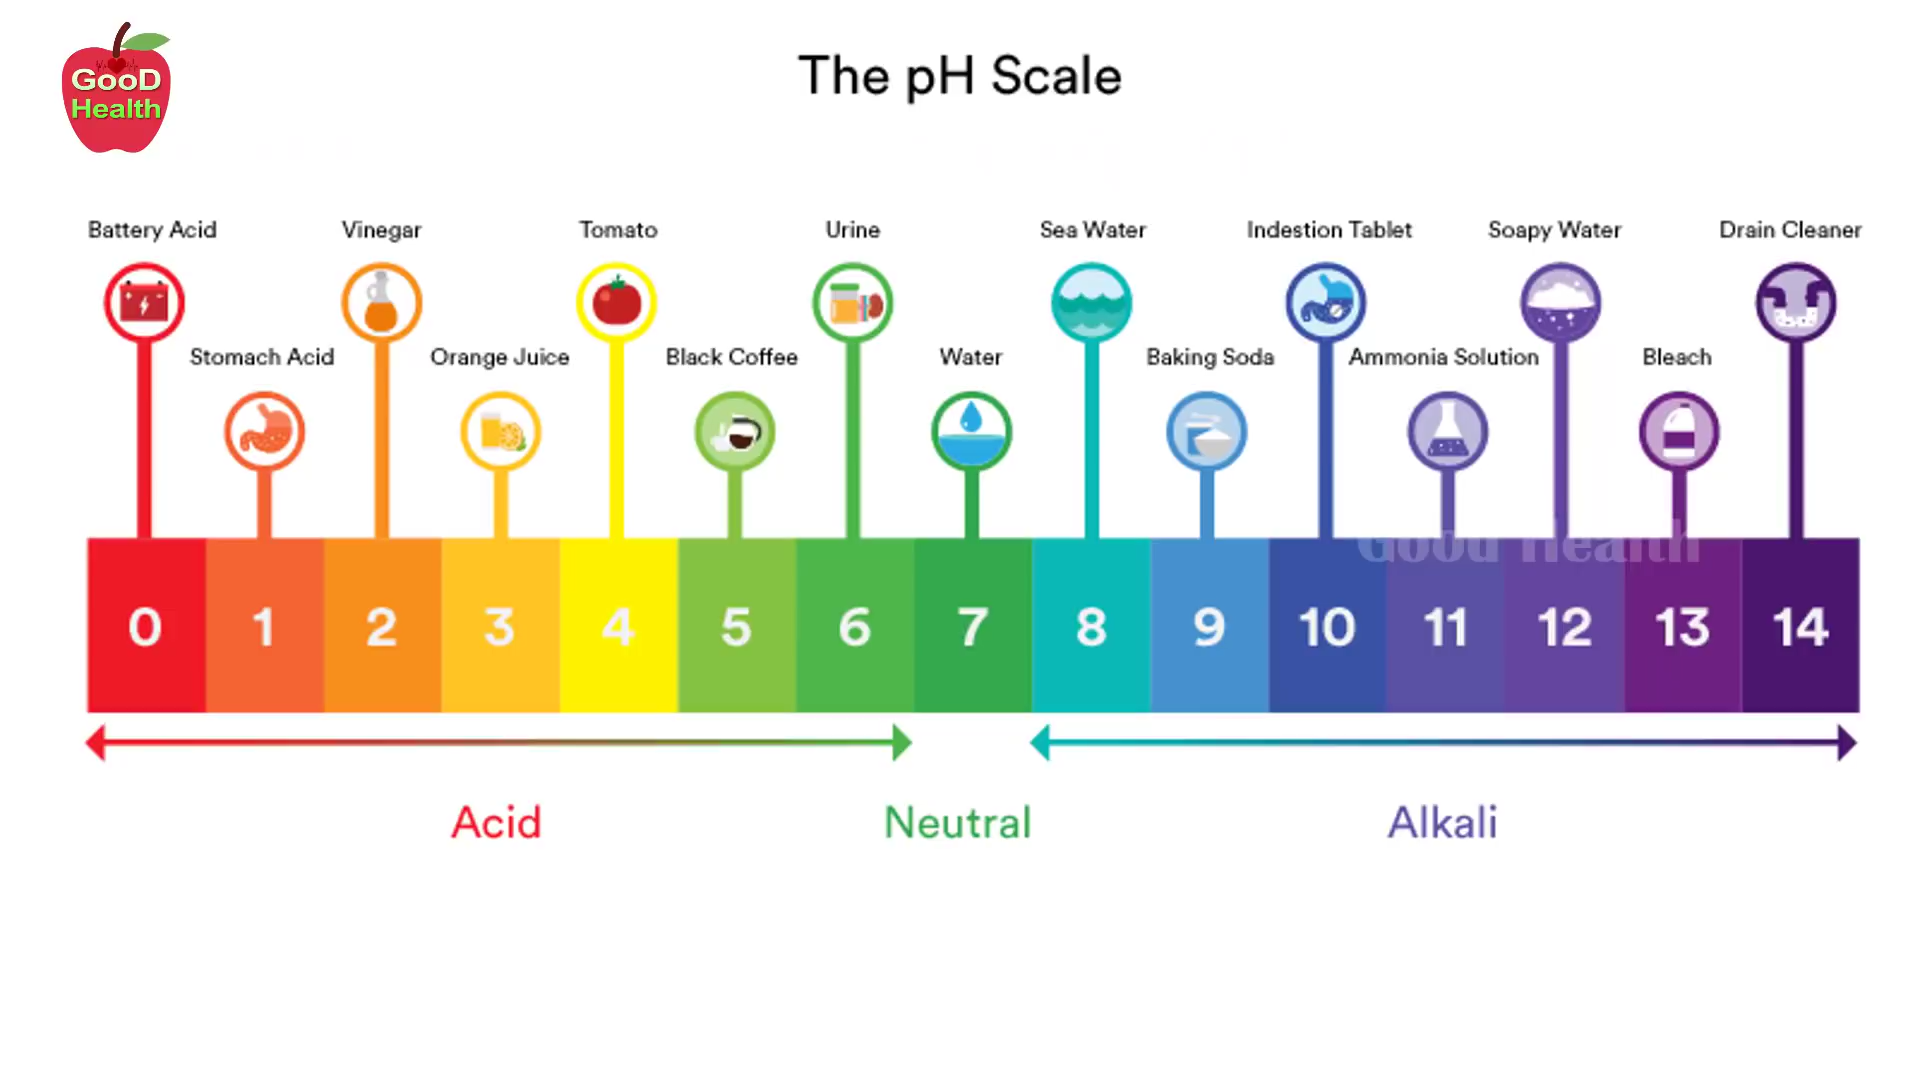 GooD
Health
The pH Scale
Battery Acid
Vinegar
Tomato
Urine
Sea Water
Indestion Tablet
Soapy Water
Drain Cleaner
Stomach Acid
Orange Juice
Black Coffee
Water
Baking Soda
Ammonia Solution
Bleach
Good Health
0 1 2 3 4 5 6 7 8 9 10 11 12 13 14
Acid
Neutral
Alkali